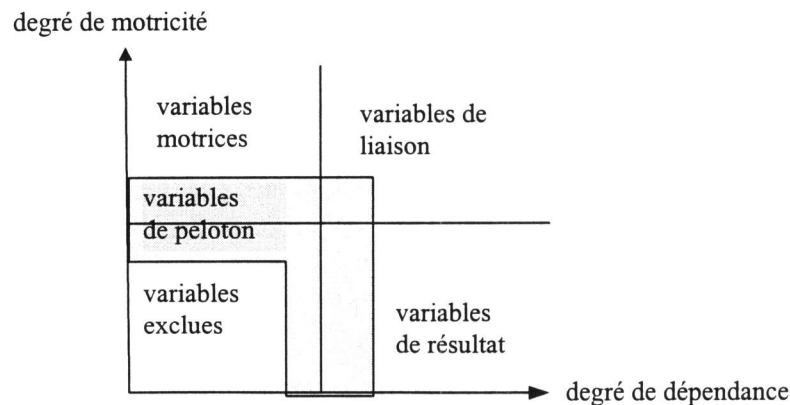 degré de motricité
variables
motrices
variables de
liaison
variables
de peloton
variables
exclues
variables
de résultat
degré de dépendance